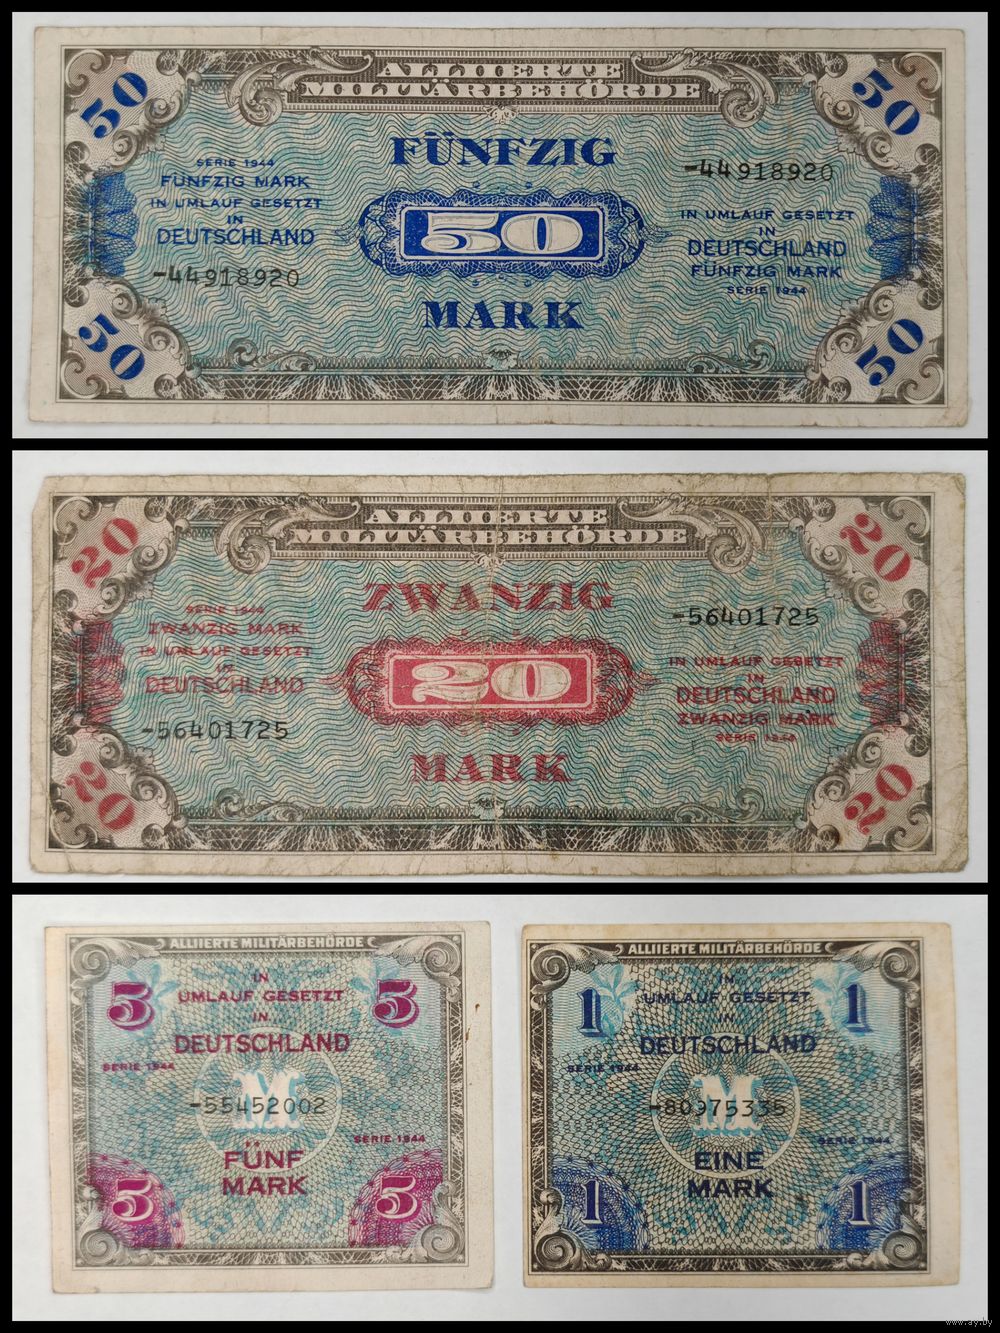 ALLIIERTE
MILITÄRBEHÖRDE
50
50
FÜNFZIG
SERIE 1944
FÜNFZIG MARK
IN UMLAUF GESETZT
IN
DEUTSCHLAND
-44918920
50
-44918920
IN UMLAUF GESETZT
IN
DEUTSCHLAND
FÜNFZIG MARK
SERIE 1944
MARK
50
50
ALLIIERTE
MILITÄRBEHÖRDE
20
20
ZWANZIG
SERIE 1944
ZWANZIG MARK
IN UMLAUF GESETZT
IN
DEUTSCHLAND
-56401725
20
-56401725
IN UMLAUF GESETZT
IN
DEUTSCHLAND
ZWANZIG MARK
SERIE 1944
MARK
20
20
ALLIIERTE MILITÄRBEHÖRDE
5
5
IN
UMLAUF GESETZT
IN
DEUTSCHLAND
SERIE 1944
M
-55452002
SERIE 1944
FÜNF
MARK
5
5
ALLIIERTE MILITÄRBEHÖRDE
1
1
IN
UMLAUF GESETZT
IN
DEUTSCHLAND
SERIE 1944
M
-80975335
SERIE 1944
EINE
MARK
1
1
www.ay.by